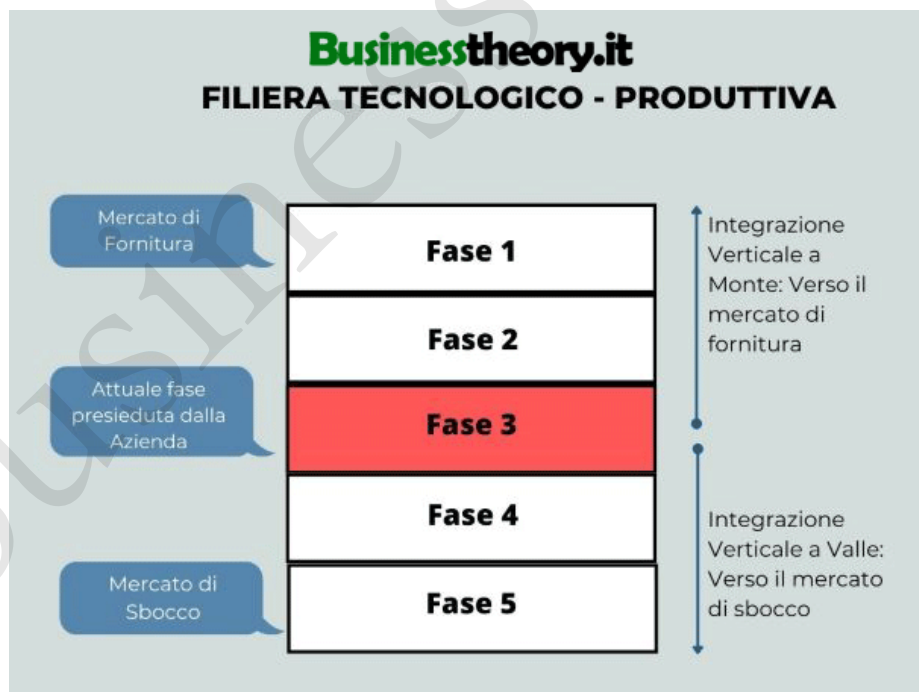 Businesstheory.it
FILIERA TECNOLOGICO - PRODUTTIVA
Mercato di
Fornitura
Fase 1
Integrazione
Verticale a
Monte: Verso il
mercato di
fornitura
Fase 2
Attuale fase
presieduta dalla
Azienda
Fase 3
Fase 4
Integrazione
Verticale a Valle:
Verso il mercato
di sbocco
Mercato di
Sbocco
Fase 5
business